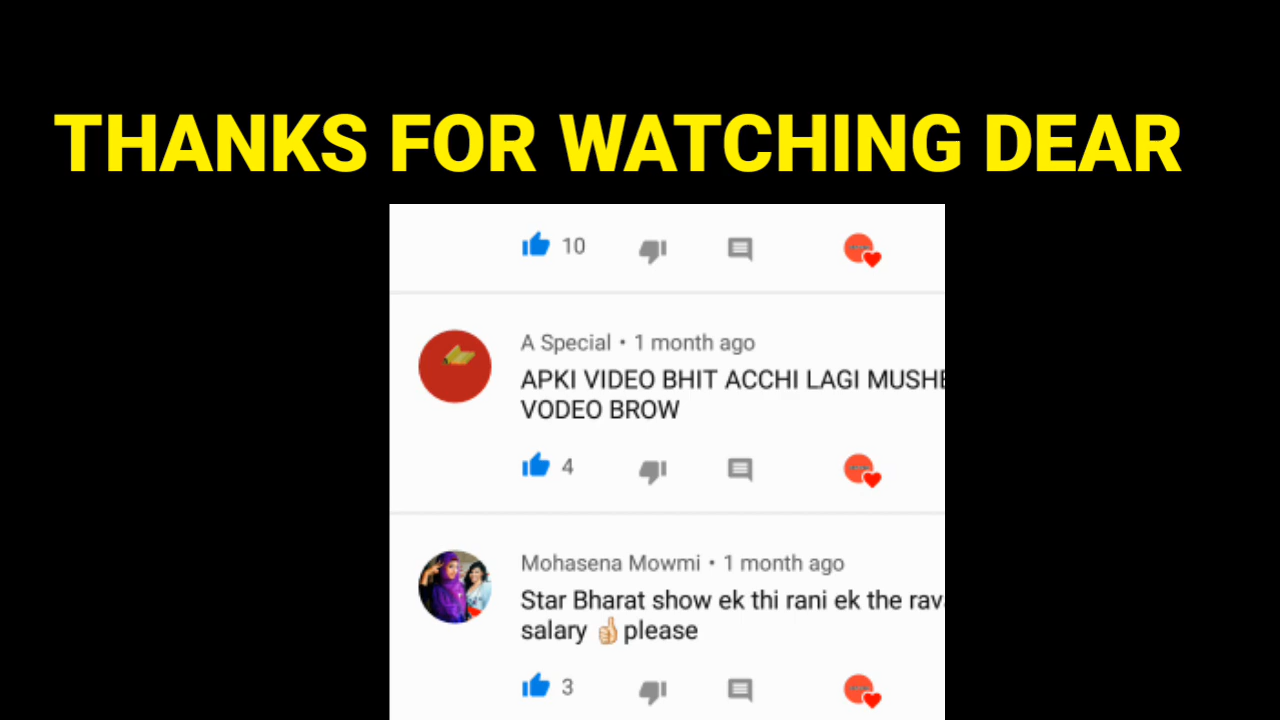 THANKS FOR WATCHING DEAR
10
A Special • 1 month ago
APKI VIDEO BHIT ACCHI LAGI
VODEO BROW
4
Mohasena Mowmi • 1 month ago
Star Bharat show ek thi rani ek the
salary 👍please
3